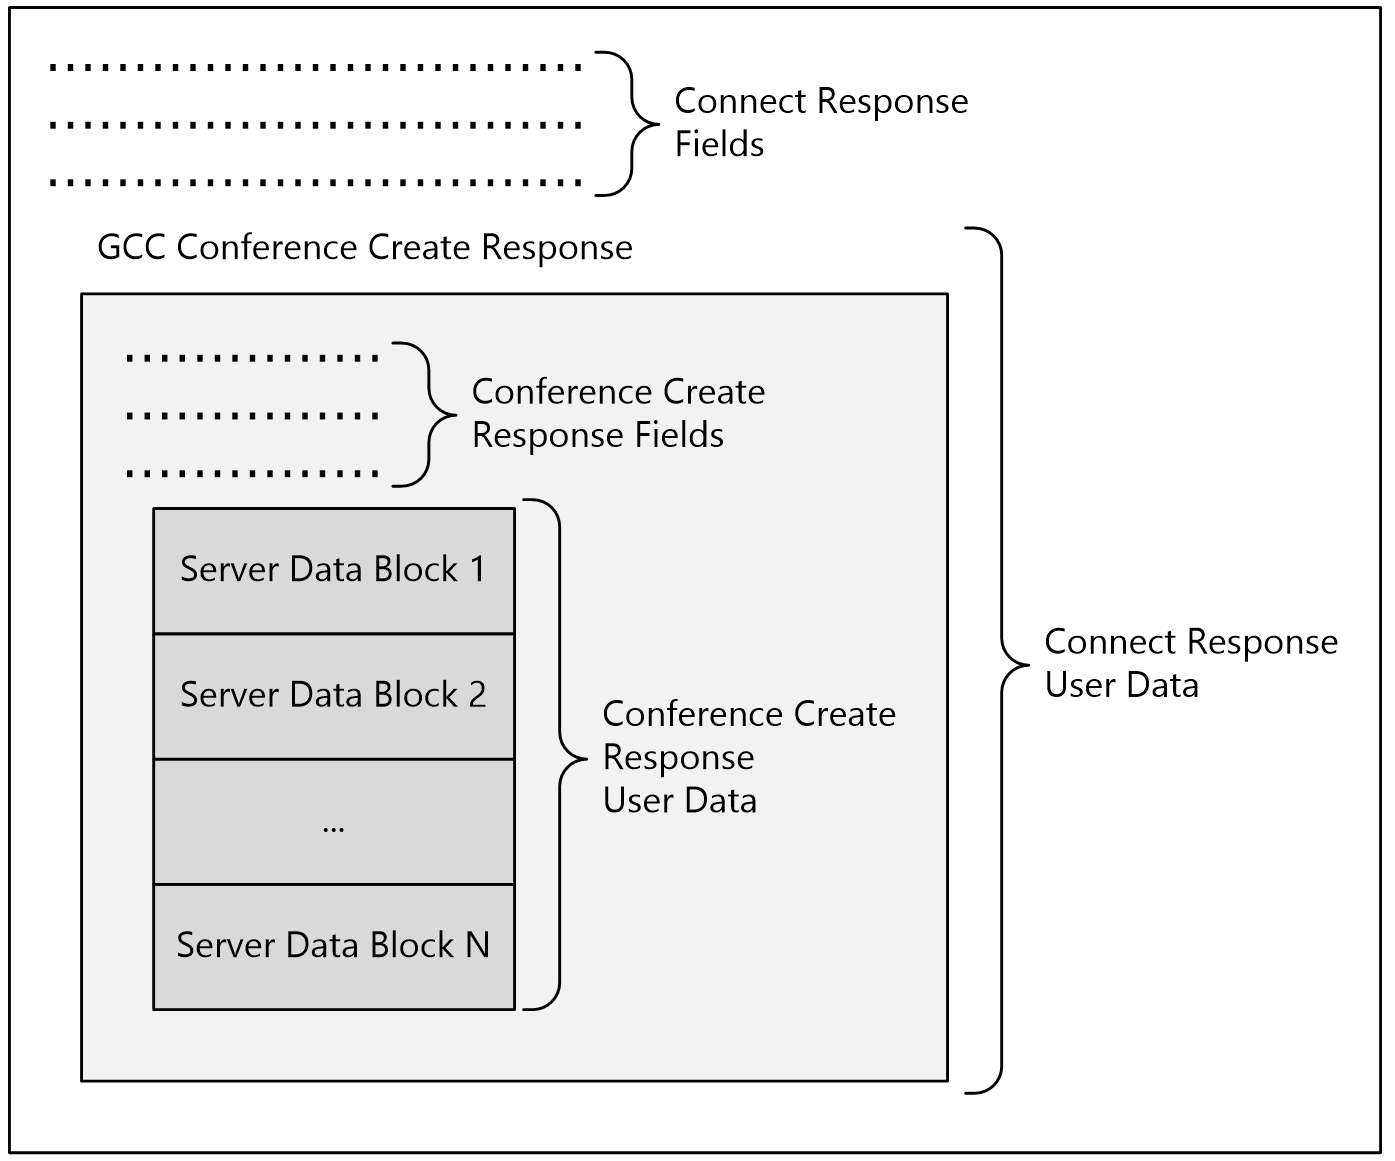 Connect Response
Fields
GCC Conference Create Response
Conference Create
Response Fields
Server Data Block 1
Server Data Block 2
...
Server Data Block N
Conference Create
Response
User Data
Connect Response
User Data